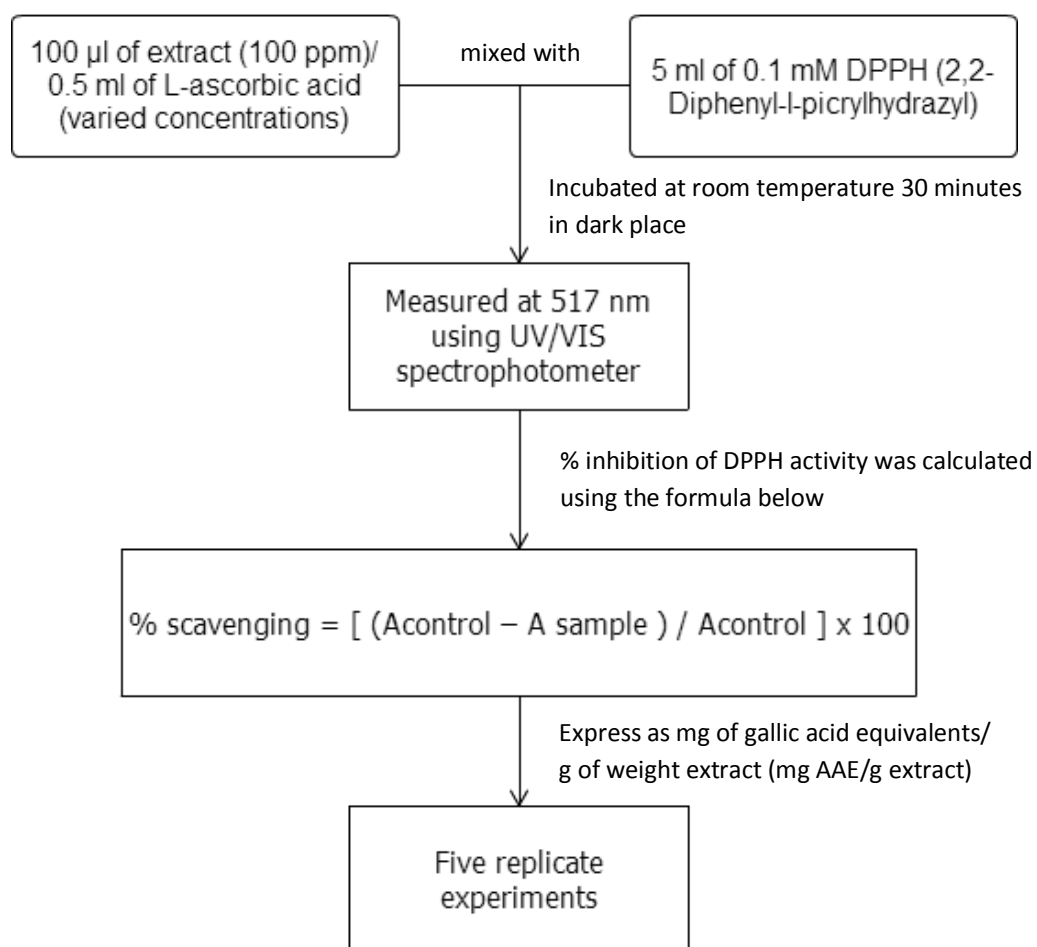 100 µl of extract (100 ppm)/
0.5 ml of L-ascorbic acid
(varied concentrations)
mixed with
5 ml of 0.1 mM DPPH (2,2-
Diphenyl-l-picrylhydrazyl)
Incubated at room temperature 30 minutes
in dark place
Measured at 517 nm
using UV/VIS
spectrophotometer
% inhibition of DPPH activity was calculated
using the formula below
% scavenging = [ (Acontrol – A sample ) / Acontrol ] x 100
Express as mg of gallic acid equivalents/
g of weight extract (mg AAE/g extract)
Five replicate
experiments